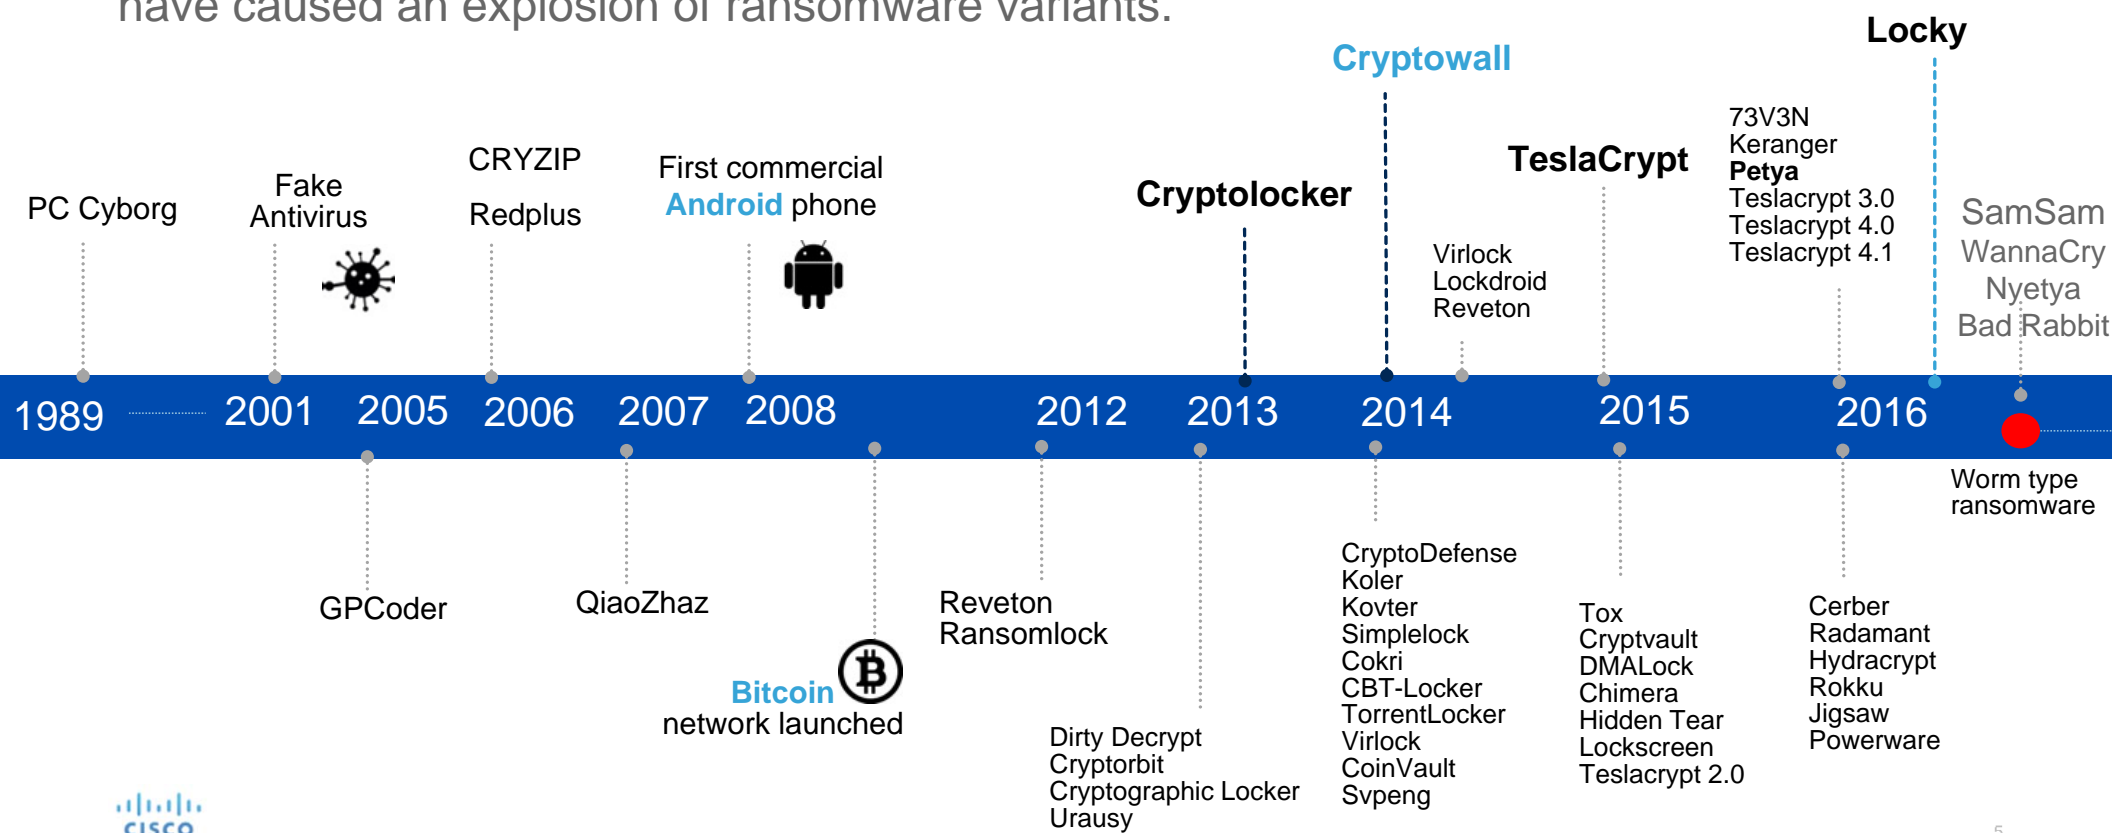 have caused an explosion of ransomware variants.
Locky
Cryptowall
73V3N
Keranger
Petya
Teslacrypt 3.0
Teslacrypt 4.0
Teslacrypt 4.1
TeslaCrypt
CRYZIP
Redplus
First commercial
Android phone
Fake
Antivirus
PC Cyborg
Cryptolocker
Virlock
Lockdroid
Reveton
SamSam
WannaCry
Nyetya
Bad Rabbit
1989
2001
2005
2006
2007
2008
2012
2013
2014
2015
2016
Worm type
ransomware
GPCoder
QiaoZhaz
Bitcoin
network launched
Reveton
Ransomlock
Dirty Decrypt
Cryptorbit
Cryptographic Locker
Urausy
CryptoDefense
Koler
Kovter
Simplelock
Cokri
CBT-Locker
TorrentLocker
Virlock
CoinVault
Svpeng
Tox
Cryptvault
DMALock
Chimera
Hidden Tear
Lockscreen
Teslacrypt 2.0
Cerber
Radamant
Hydracrypt
Rokku
Jigsaw
Powerware
CISCO
5